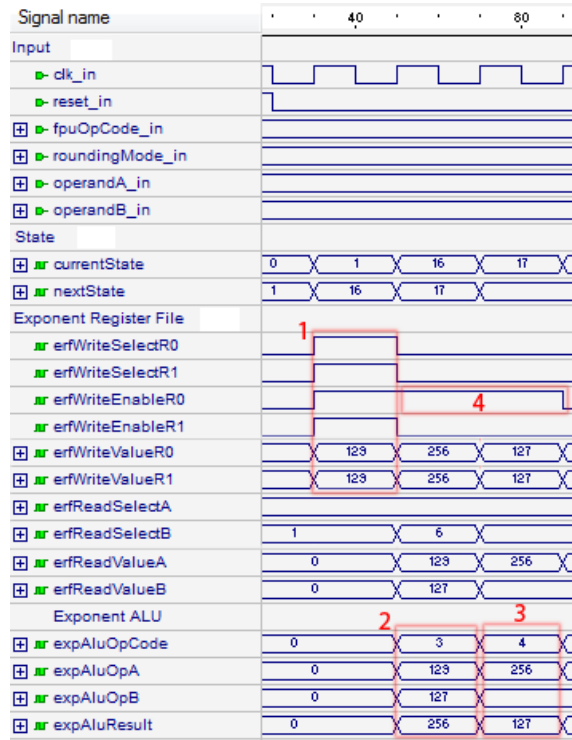 Signal name 40 80
Input
clk_in
reset_in
fpuOpCode_in
roundingMode_in
operandA_in
operandB_in
State
currentState 0 1 16 17
nextState 1 16 17
Exponent Register File
1
erfWriteSelectR0
erfWriteSelectR1
erfWriteEnableR0 4
erfWriteEnableR1
erfWriteValueR0 129 256 127
erfWriteValueR1 129 256 127
erfReadSelectA
erfReadSelectB 1 6
erfReadValueA 0 129 256
erfReadValueB 0 127
Exponent ALU 2 3
expAluOpCode 0 3 4
expAluOpA 0 129 256
expAluOpB 0 127
expAluResult 0 256 127